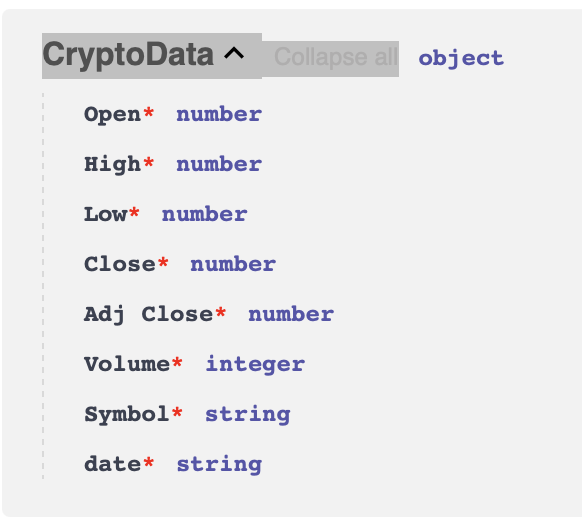 CryptoData Collapse all object
Open* number
High* number
Low* number
Close* number
Adj Close* number
Volume* integer
Symbol* string
date* string